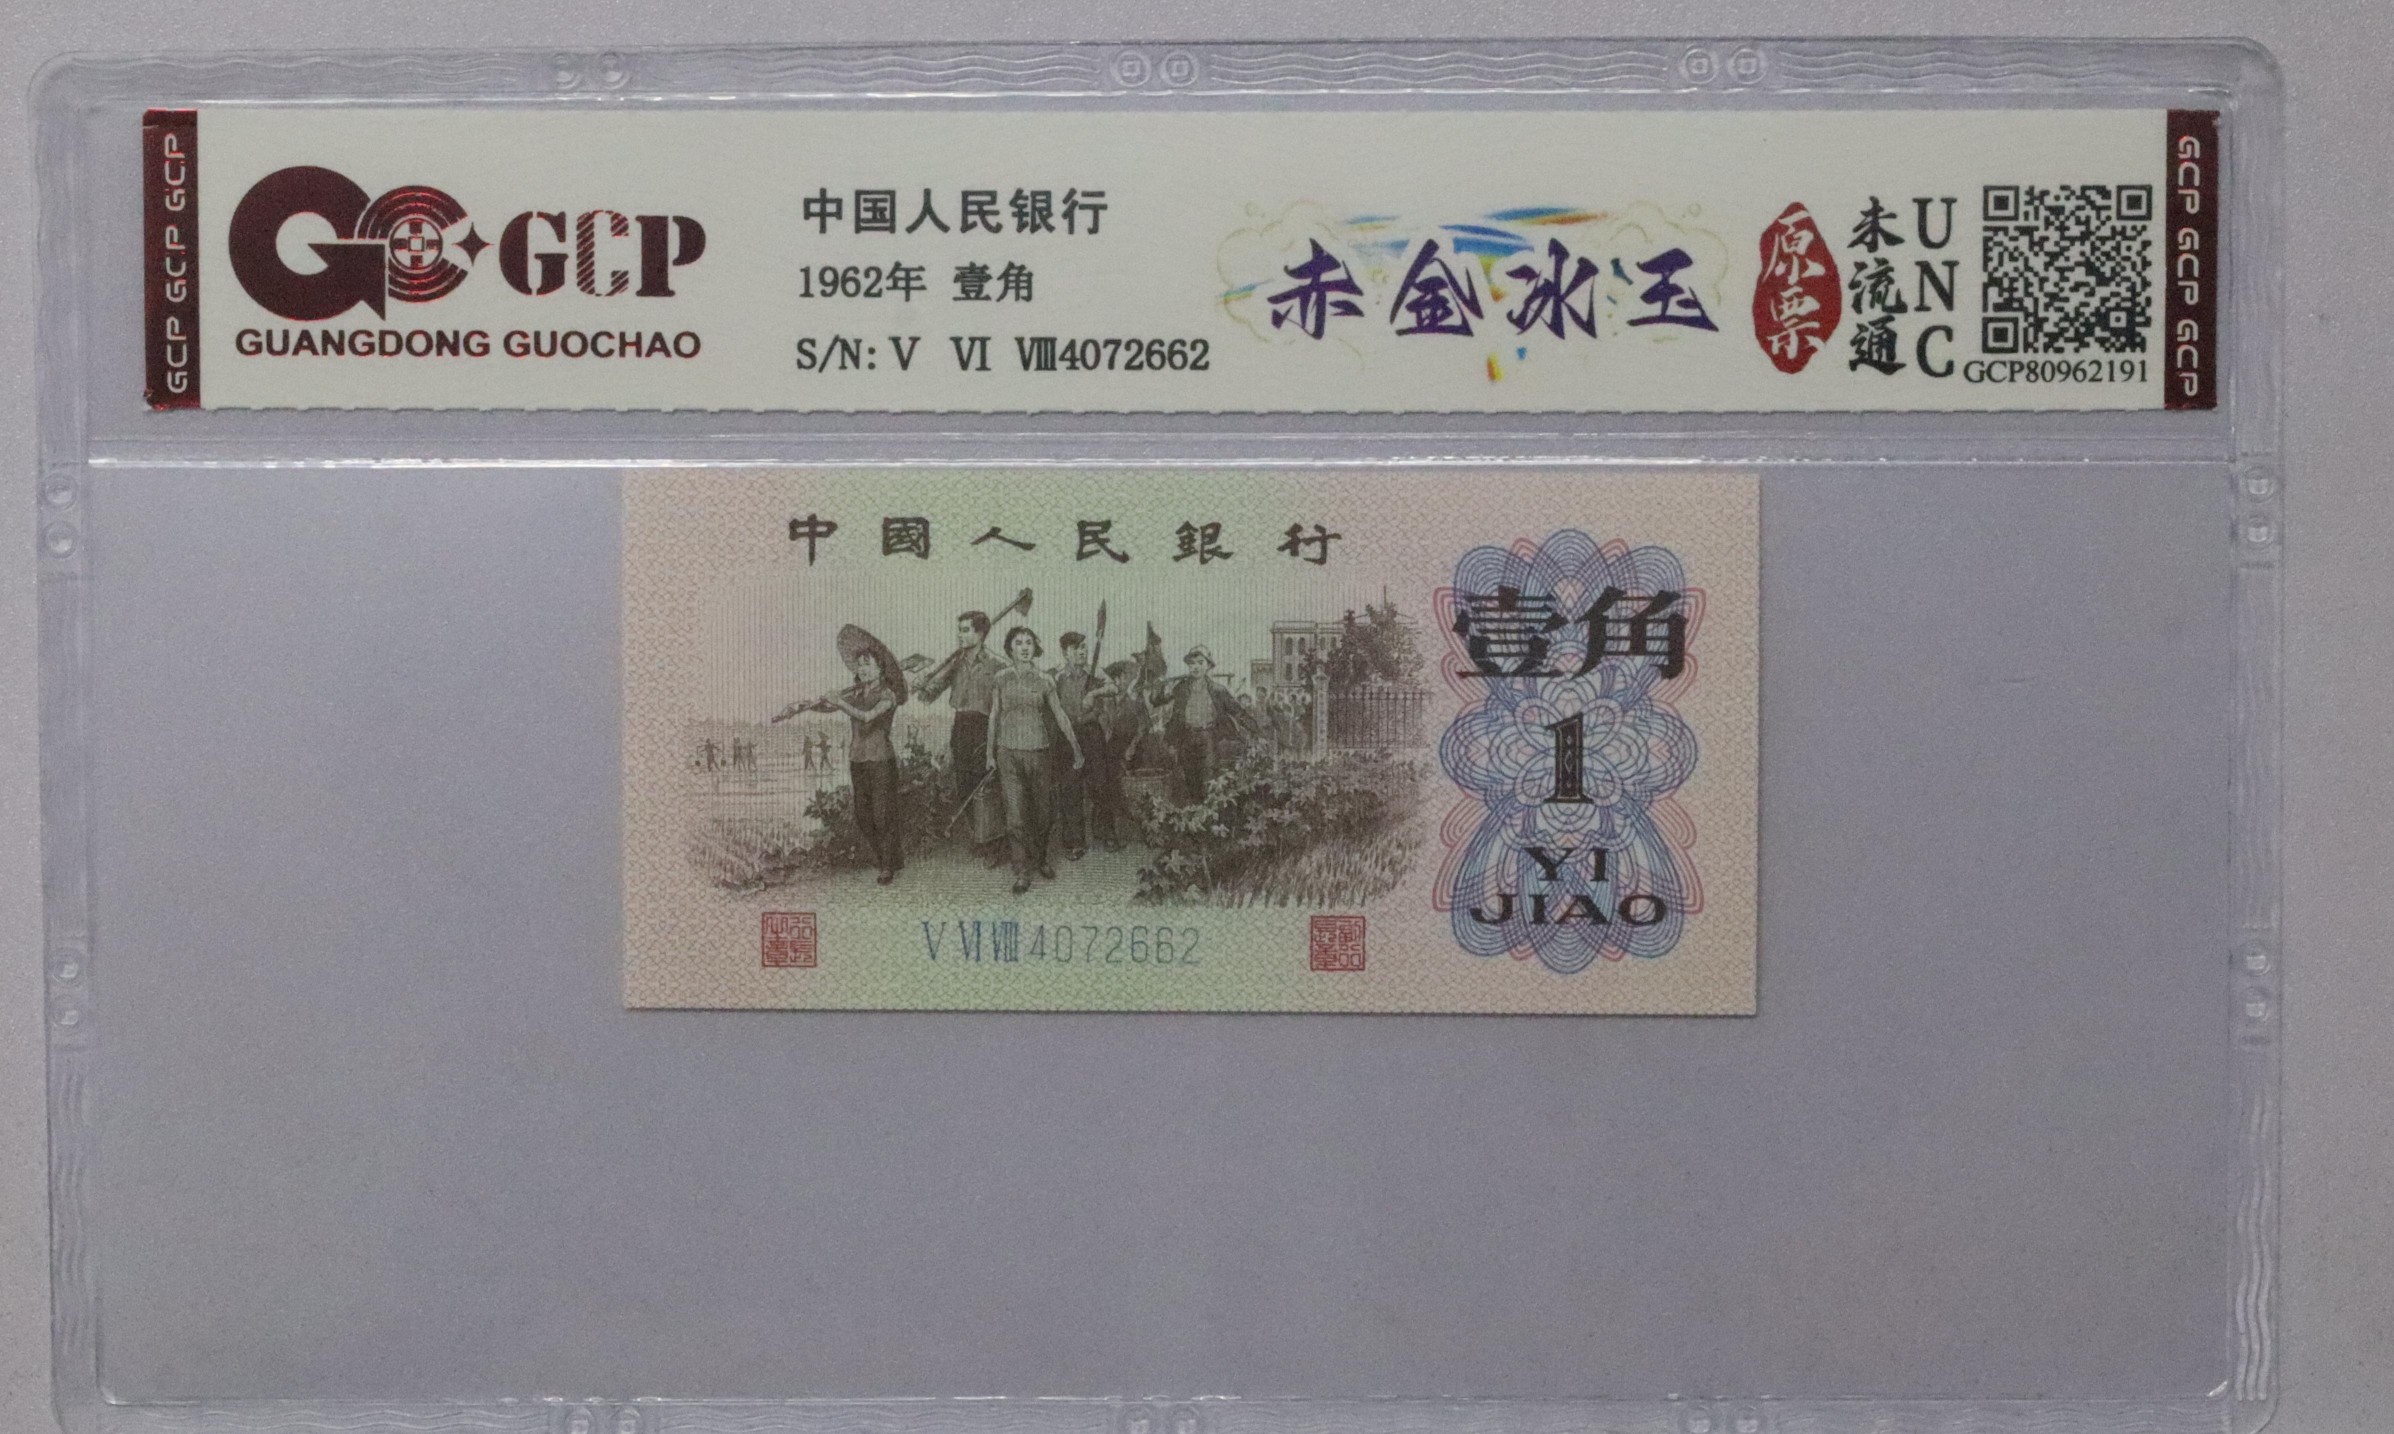 GCP GCP GCP
GCP
GUANGDONG GUOCHAO
中国人民银行
1962年 壹角
S/N: Ⅴ Ⅵ Ⅷ4072662
赤金冰玉
原票
未流通
UNC
GCP80962191
GCP GCP GCP
中國人民銀行
壹角
1
YI
JIAO
Ⅴ Ⅵ Ⅷ 4072662